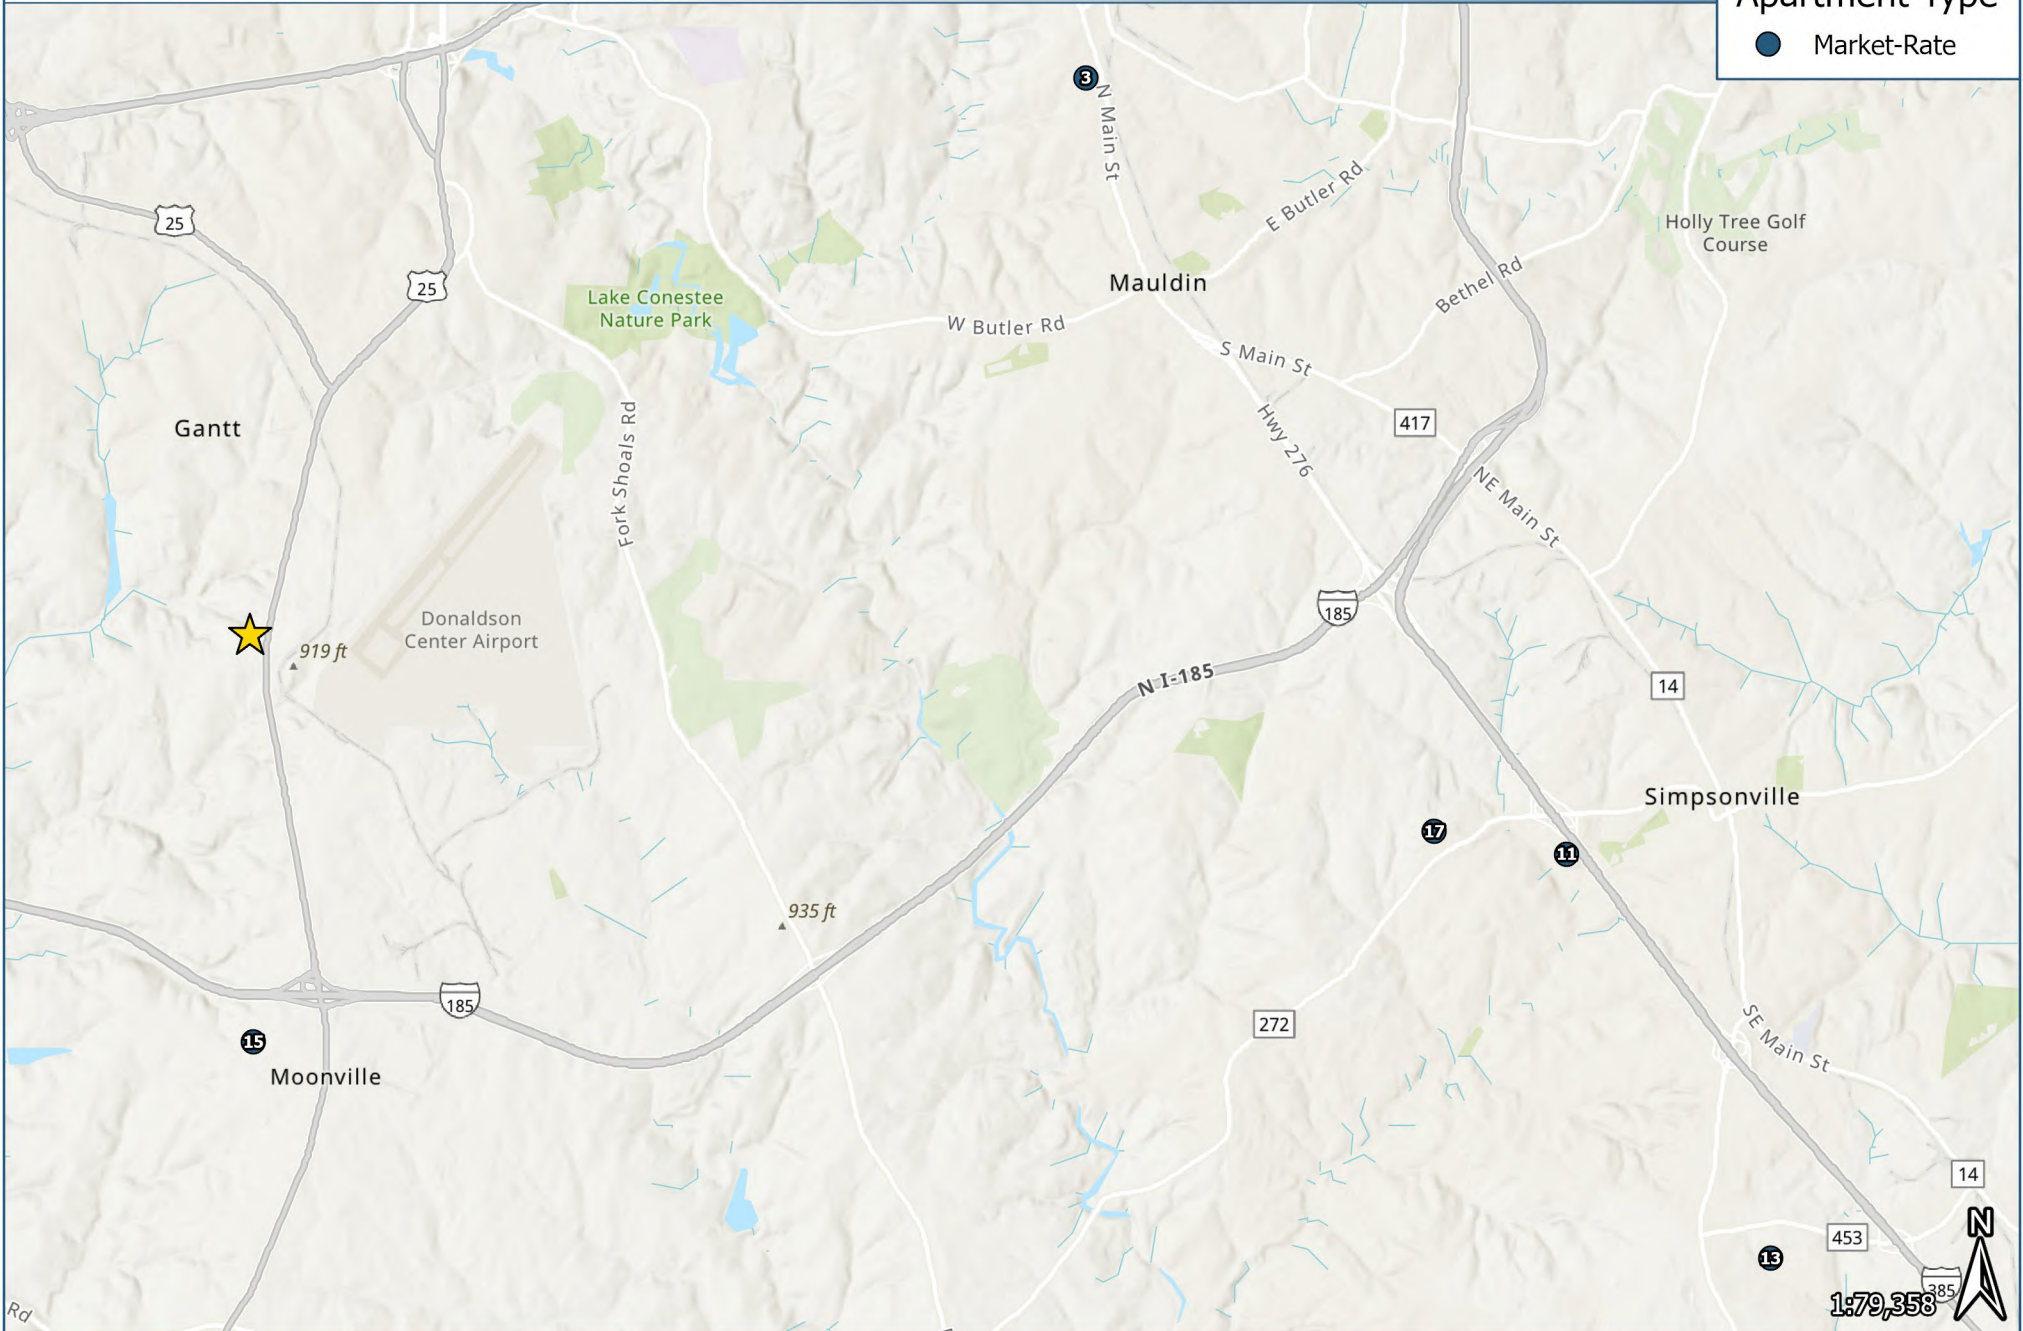 Apartment Type
Market-Rate
3
N Main St
E Butler Rd
25
Holly Tree Golf
Course
25
Bethel Rd
Mauldin
Lake Conestee
Nature Park
W Butler Rd
S Main St
417
Gantt
Fork Shoals Rd
Hwy 276
NE Main St
185
Donaldson
Center Airport
919 ft
N I-185
14
Simpsonville
17
11
935 ft
185
272
15
SE Main St
Moonville
14
N
453
13
385
1:79,358
Rd